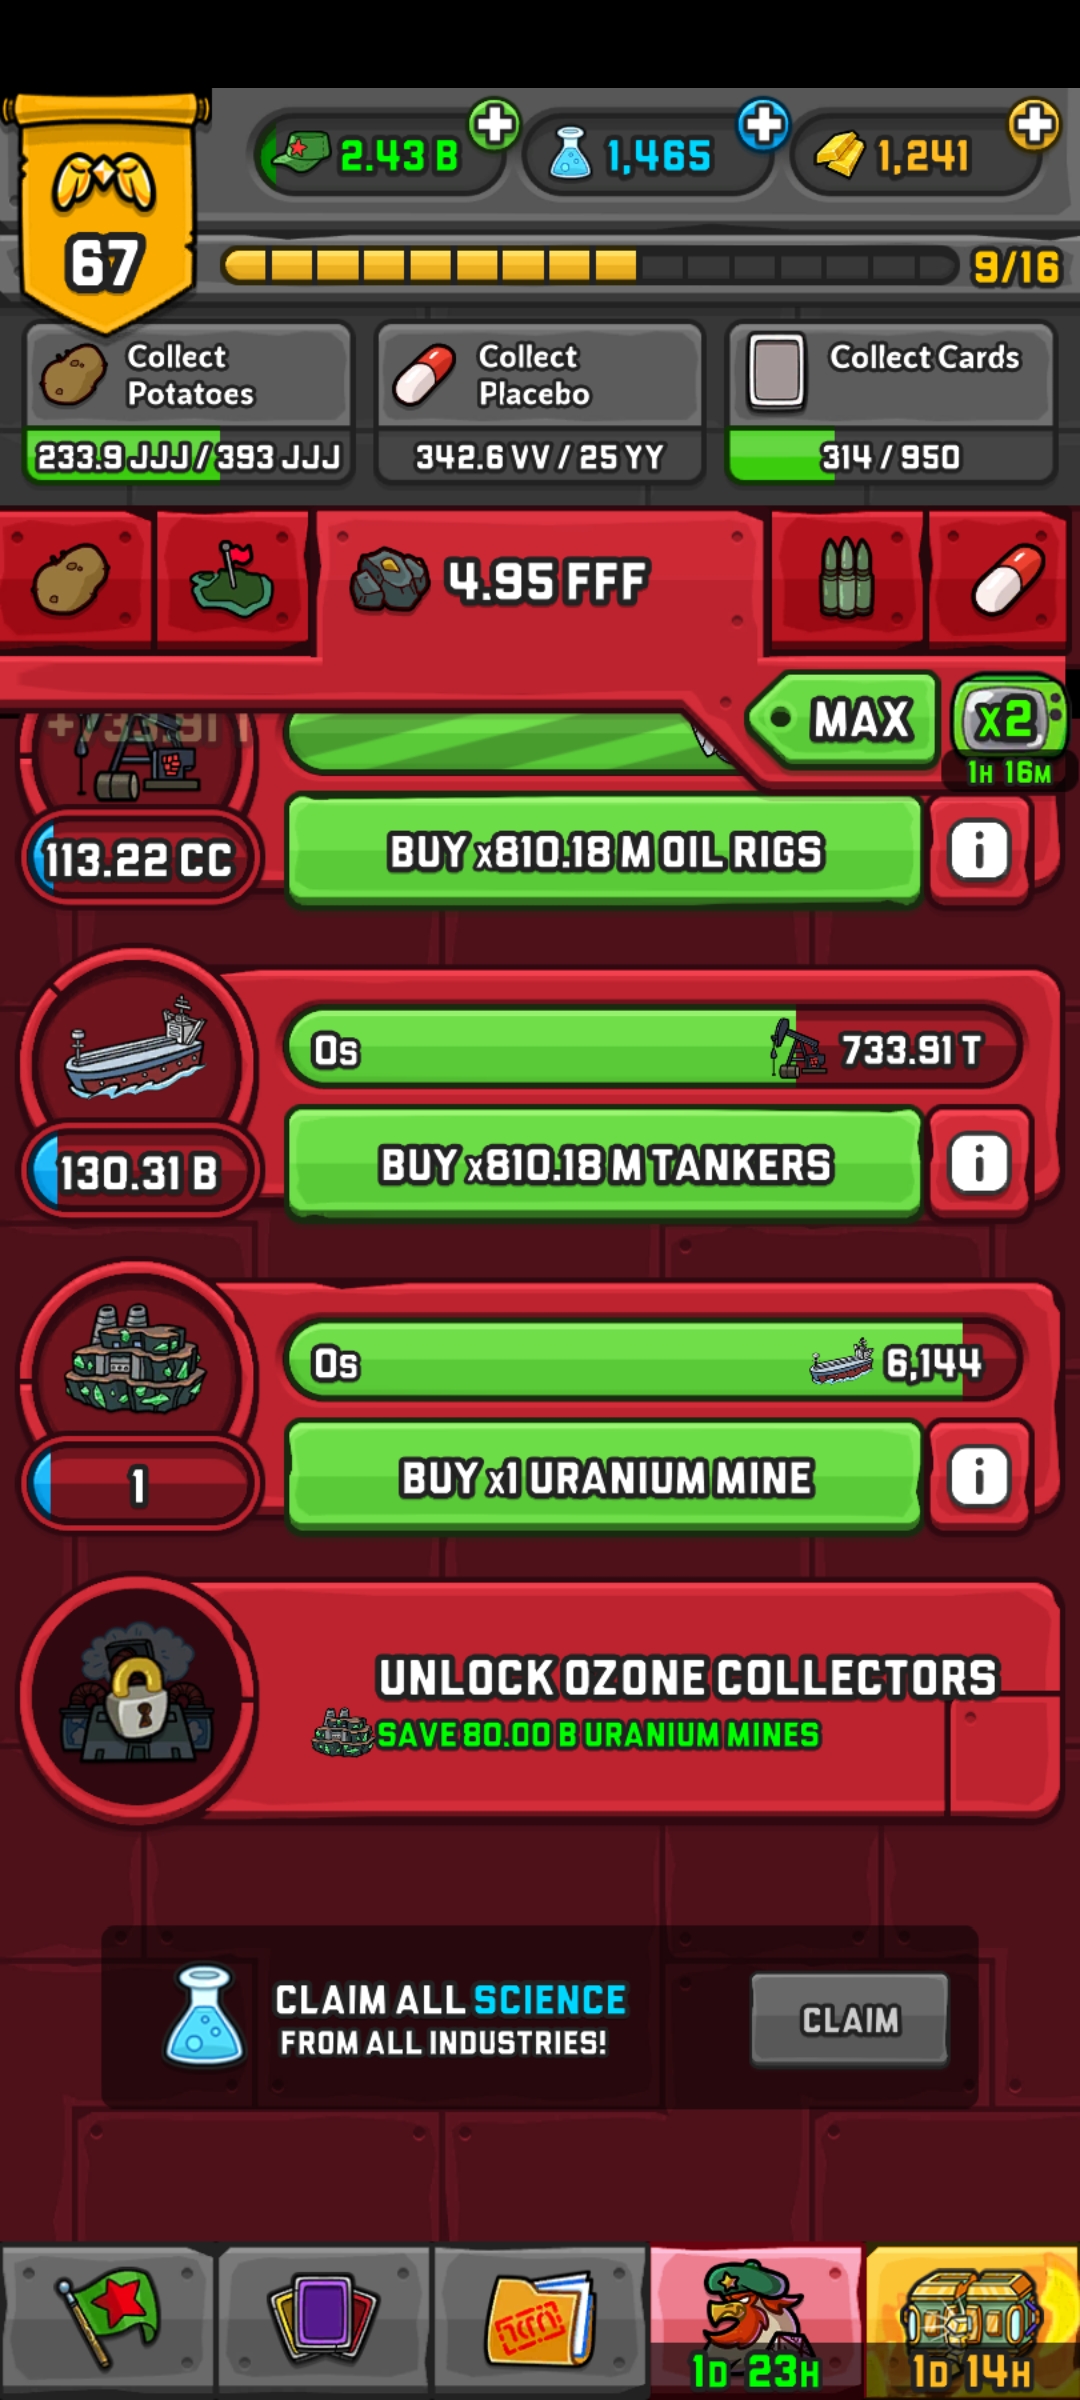 2.43 B
1,465
1,241
67
9/16
Collect
Potatoes
233.9 JJJ / 393 JJJ
Collect
Placebo
342.6 VV / 25 YY
Collect Cards
314 / 950
4.95 FFF
MAX
x2
1H 16M
113.22 CC
BUY x810.18 M OIL RIGS
i
0s
733.91 T
130.31 B
BUY x810.18 M TANKERS
i
0s
6,144
1
BUY x1 URANIUM MINE
i
UNLOCK OZONE COLLECTORS
SAVE 80.00 B URANIUM MINES
CLAIM ALL SCIENCE
FROM ALL INDUSTRIES!
CLAIM
1D 23H
1D 14H